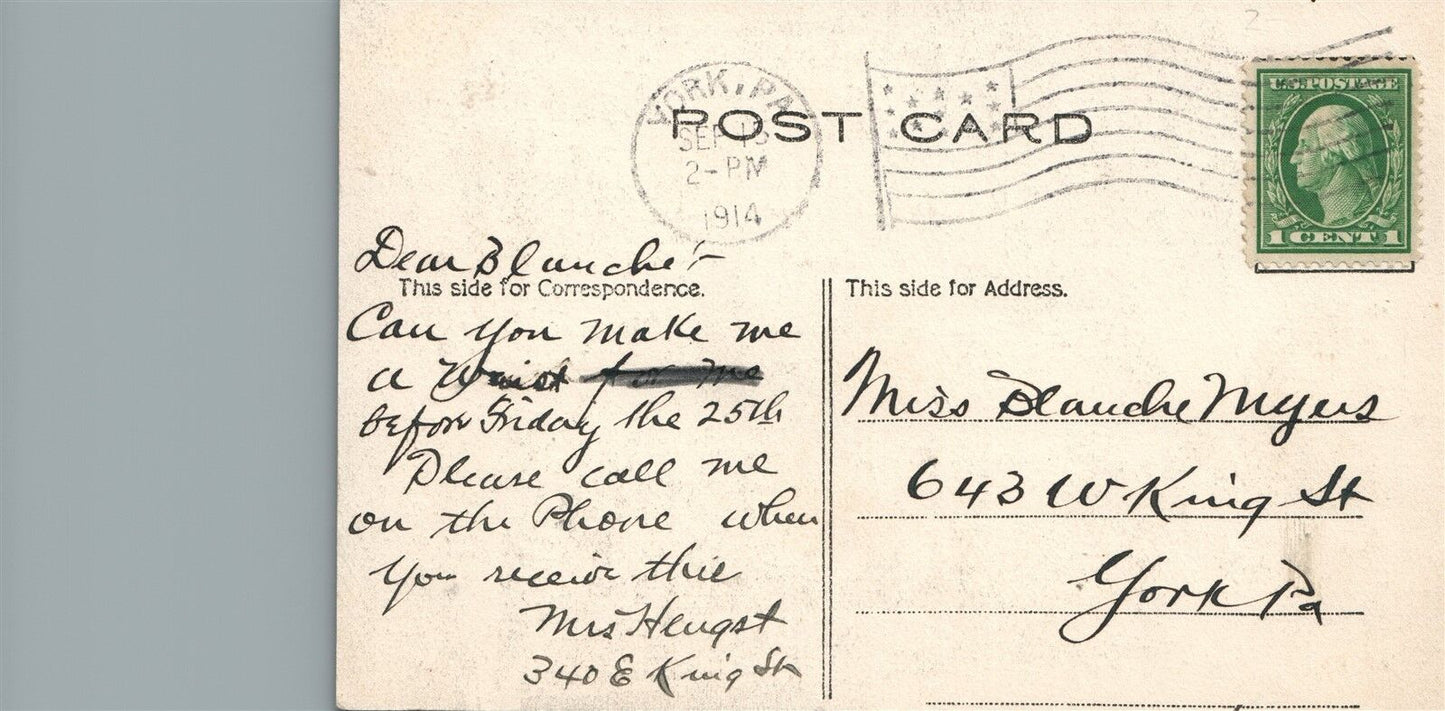 YORK, PA
SEP 15
2-PM
1914
POST CARD
U.S. POSTAGE
1 CENT 1
Dear Blanche:-
This side for Correspondence.
Can you make me
a Waist for me
before Friday the 25th
Please call me
on the Phone when
you receive this
Mrs Hengst
340 E King St
This side for Address.
Miss Blanche Myers
643 W King St
York Pa